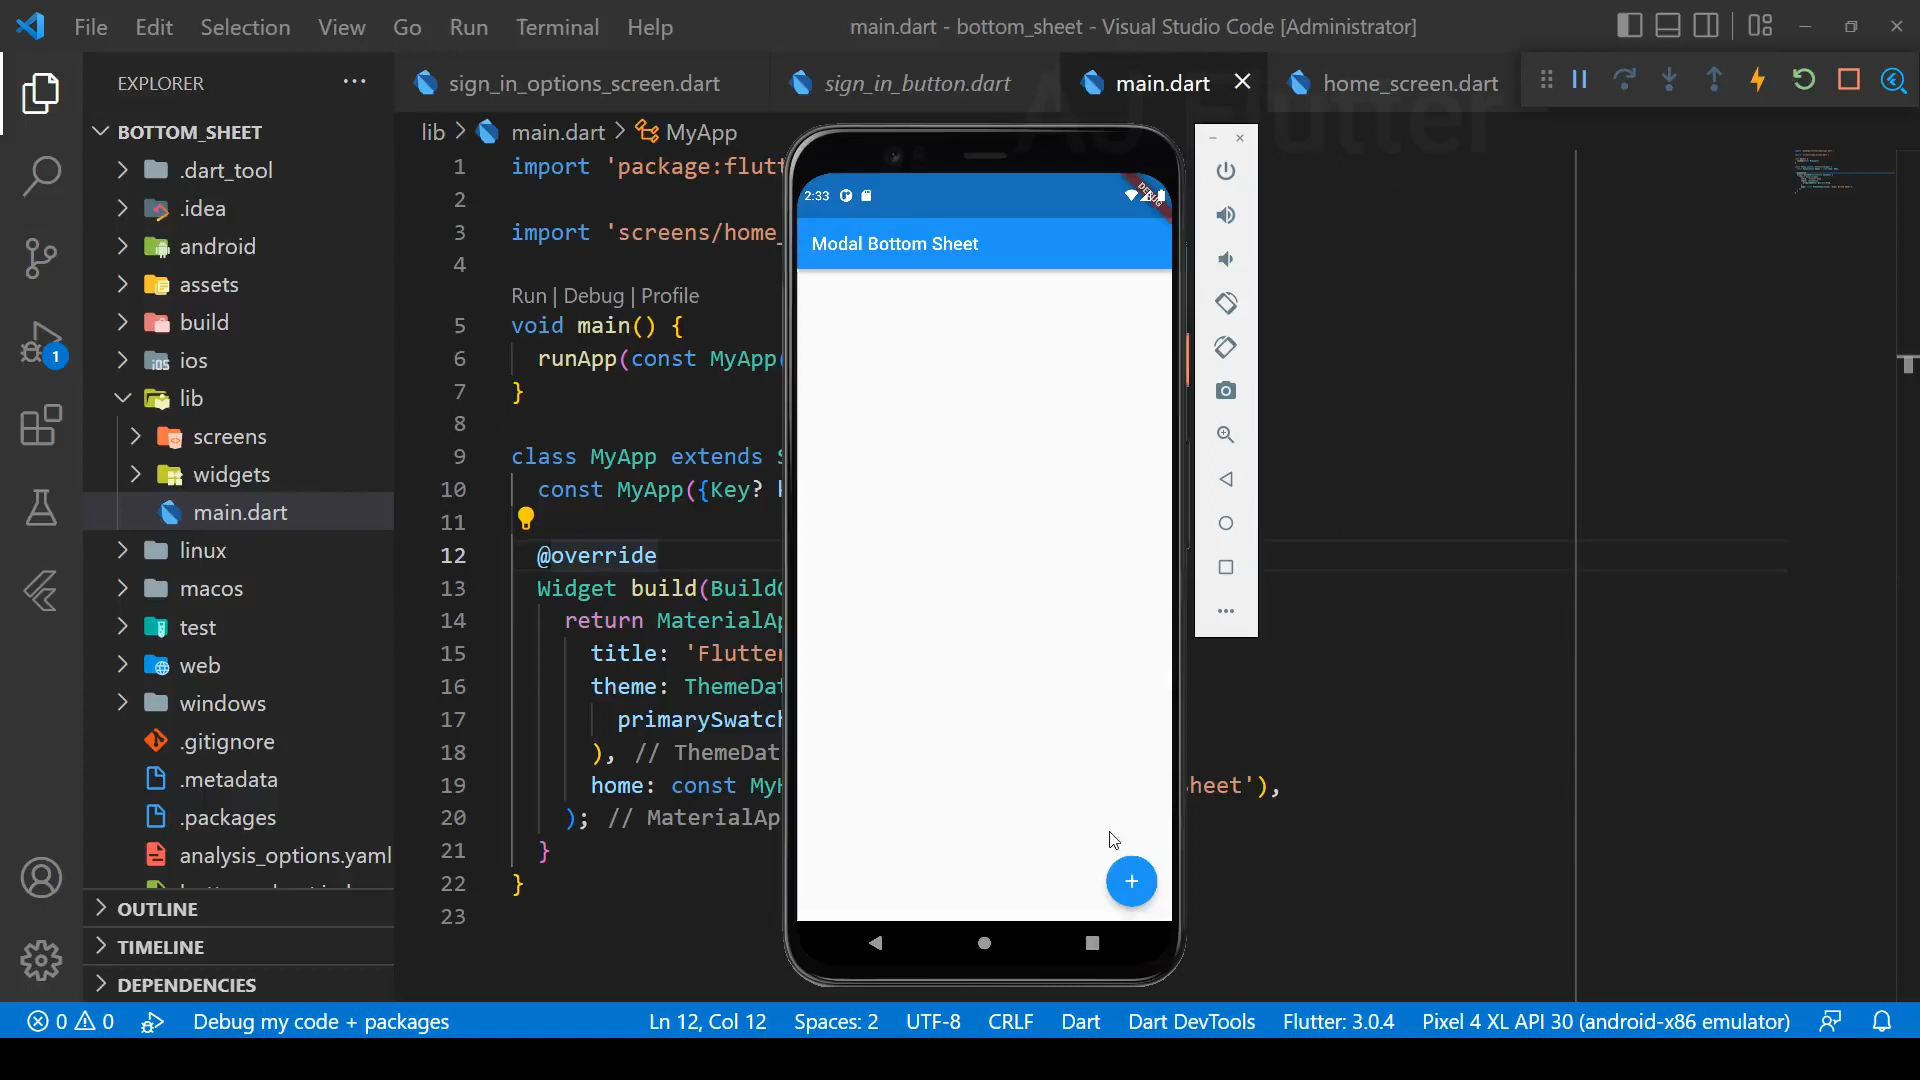 File Edit Selection View Go Run Terminal Help
main.dart - bottom_sheet - Visual Studio Code [Administrator]
EXPLORER
sign_in_options_screen.dart
sign_in_button.dart
main.dart
home_screen.dart
AJ Flutter
BOTTOM_SHEET
.dart_tool
.idea
android
assets
build
ios
lib
screens
widgets
main.dart
linux
macos
test
web
windows
.gitignore
.metadata
.packages
analysis_options.yaml
OUTLINE
TIMELINE
DEPENDENCIES
1
lib > main.dart > MyApp
1 import 'package:flutt
2
3 import 'screens/home_
4
Run | Debug | Profile
5 void main() {
6 runApp(const MyApp(
7 }
8
9 class MyApp extends S
10 const MyApp({Key? k
11
12 @override
13 Widget build(BuildC
14 return MaterialAp
15 title: 'Flutter
16 theme: ThemeDat
17 primarySwatch
18 ), // ThemeDat
19 home: const MyH heet'),
20 ); // MaterialAp
21 }
22 }
23
2:33
DEBUG
Modal Bottom Sheet
0 0 Debug my code + packages
Ln 12, Col 12 Spaces: 2 UTF-8 CRLF Dart Dart DevTools Flutter: 3.0.4 Pixel 4 XL API 30 (android-x86 emulator)